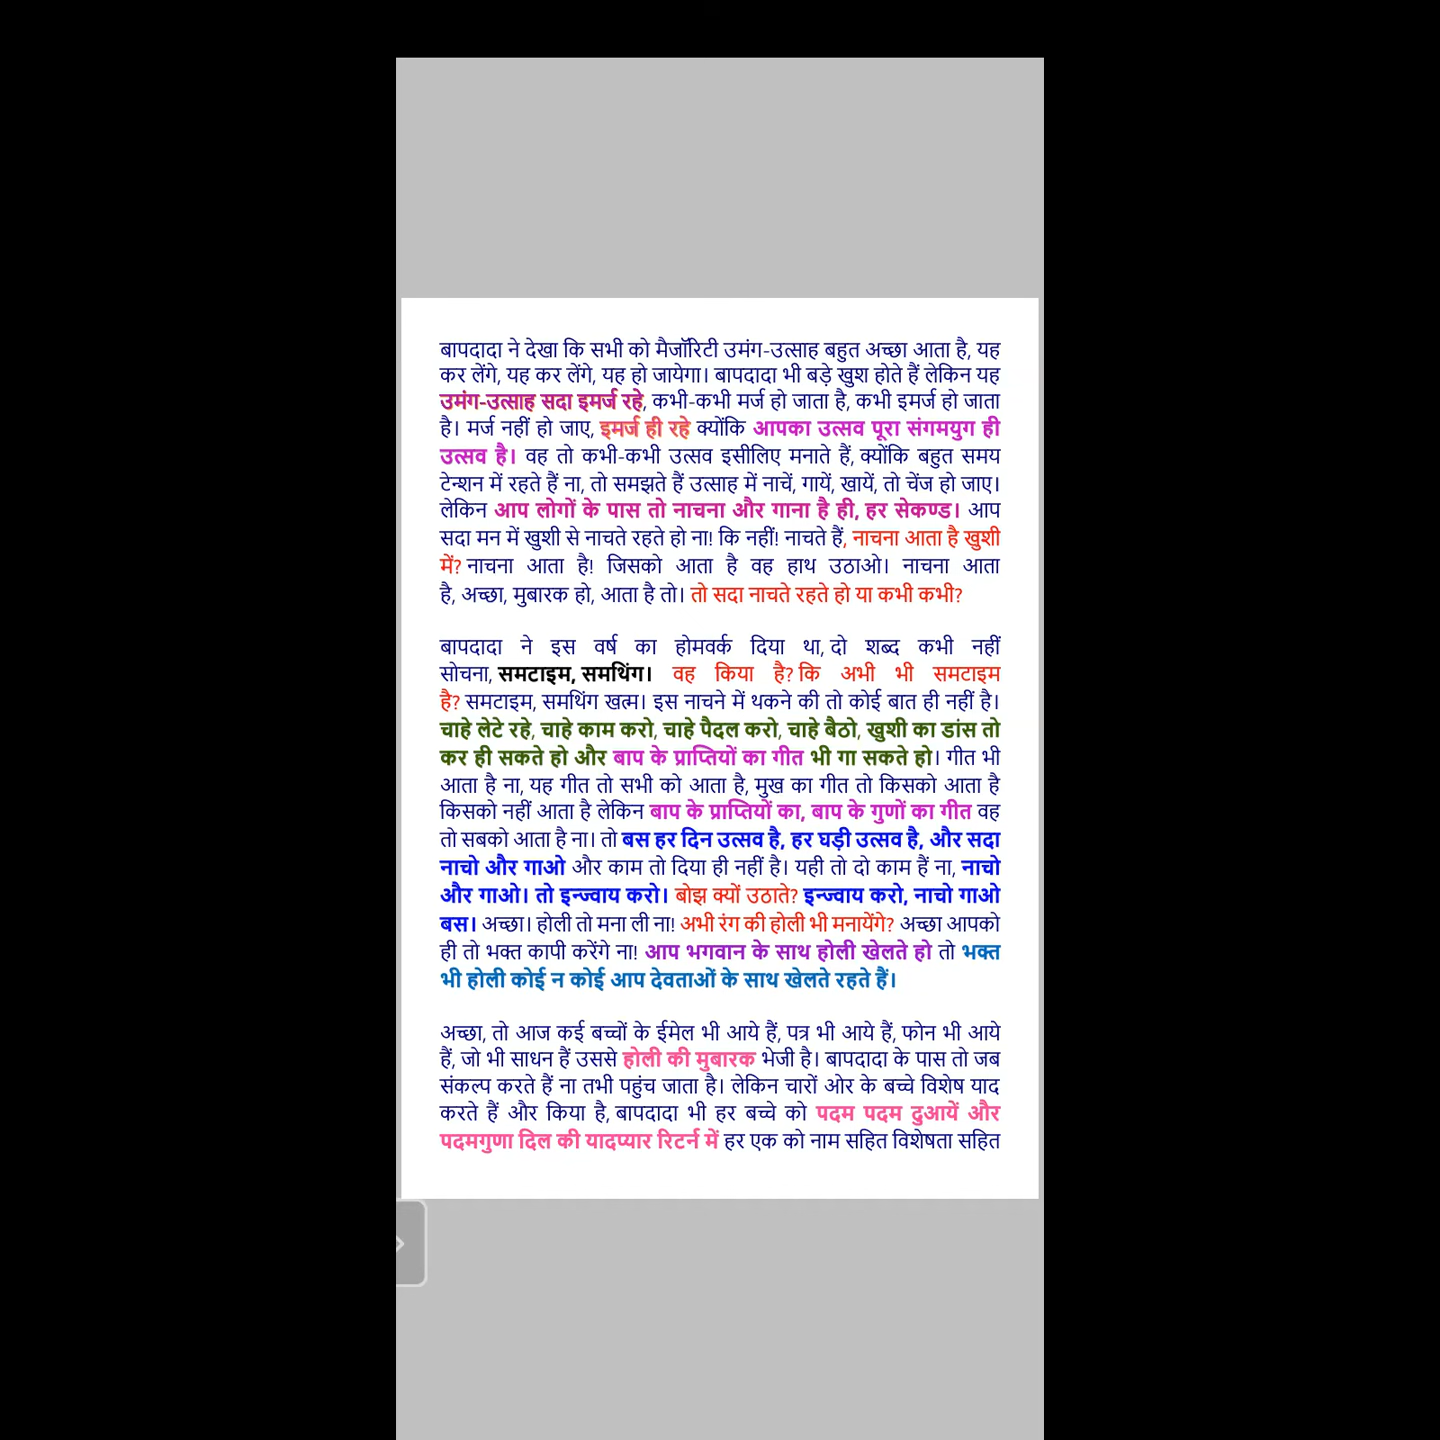 बापदादा ने देखा कि सभी को मैजॉरिटी उमंग-उत्साह बहुत अच्छा आता है, यह
कर लेंगे, यह कर लेंगे, यह हो जायेगा। बापदादा भी बड़े खुश होते हैं लेकिन यह
उमंग-उत्साह सदा इमर्ज रहे, कभी-कभी मर्ज हो जाता है, कभी इमर्ज हो जाता
है। मर्ज नहीं हो जाए, इमर्ज ही रहे क्योंकि आपका उत्सव पूरा संगमयुग ही
उत्सव है। वह तो कभी-कभी उत्सव इसीलिए मनाते हैं, क्योंकि बहुत समय
टेन्शन में रहते हैं ना, तो समझते हैं उत्साह में नाचें, गायें, खायें, तो चेंज हो जाए।
लेकिन आप लोगों के पास तो नाचना और गाना है ही, हर सेकण्ड। आप
सदा मन में खुशी से नाचते रहते हो ना! कि नहीं! नाचते हैं, नाचना आता है खुशी
में? नाचना आता है! जिसको आता है वह हाथ उठाओ। नाचना आता
है, अच्छा, मुबारक हो, आता है तो। तो सदा नाचते रहते हो या कभी कभी?
बापदादा ने इस वर्ष का होमवर्क दिया था, दो शब्द कभी नहीं
सोचना, समटाइम, समथिंग। वह किया है? कि अभी भी समटाइम
है? समटाइम, समथिंग खत्म। इस नाचने में थकने की तो कोई बात ही नहीं है।
चाहे लेटे रहे, चाहे काम करो, चाहे पैदल करो, चाहे बैठो, खुशी का डांस तो
कर ही सकते हो और बाप के प्राप्तियों का गीत भी गा सकते हो। गीत भी
आता है ना, यह गीत तो सभी को आता है, मुख का गीत तो किसको आता है
किसको नहीं आता है लेकिन बाप के प्राप्तियों का, बाप के गुणों का गीत वह
तो सबको आता है ना। तो बस हर दिन उत्सव है, हर घड़ी उत्सव है, और सदा
नाचो और गाओ और काम तो दिया ही नहीं है। यही तो दो काम हैं ना, नाचो
और गाओ। तो इन्ज्वाय करो। बोझ क्यों उठाते? इन्ज्वाय करो, नाचो गाओ
बस। अच्छा। होली तो मना ली ना! अभी रंग की होली भी मनायेंगे? अच्छा आपको
ही तो भक्त कापी करेंगे ना! आप भगवान के साथ होली खेलते हो तो भक्त
भी होली कोई न कोई आप देवताओं के साथ खेलते रहते हैं।
अच्छा, तो आज कई बच्चों के ईमेल भी आये हैं, पत्र भी आये हैं, फोन भी आये
हैं, जो भी साधन हैं उससे होली की मुबारक भेजी है। बापदादा के पास तो जब
संकल्प करते हैं ना तभी पहुंच जाता है। लेकिन चारों ओर के बच्चे विशेष याद
करते हैं और किया है, बापदादा भी हर बच्चे को पदम पदम दुआयें और
पदमगुणा दिल की यादप्यार रिटर्न में हर एक को नाम सहित विशेषता सहित